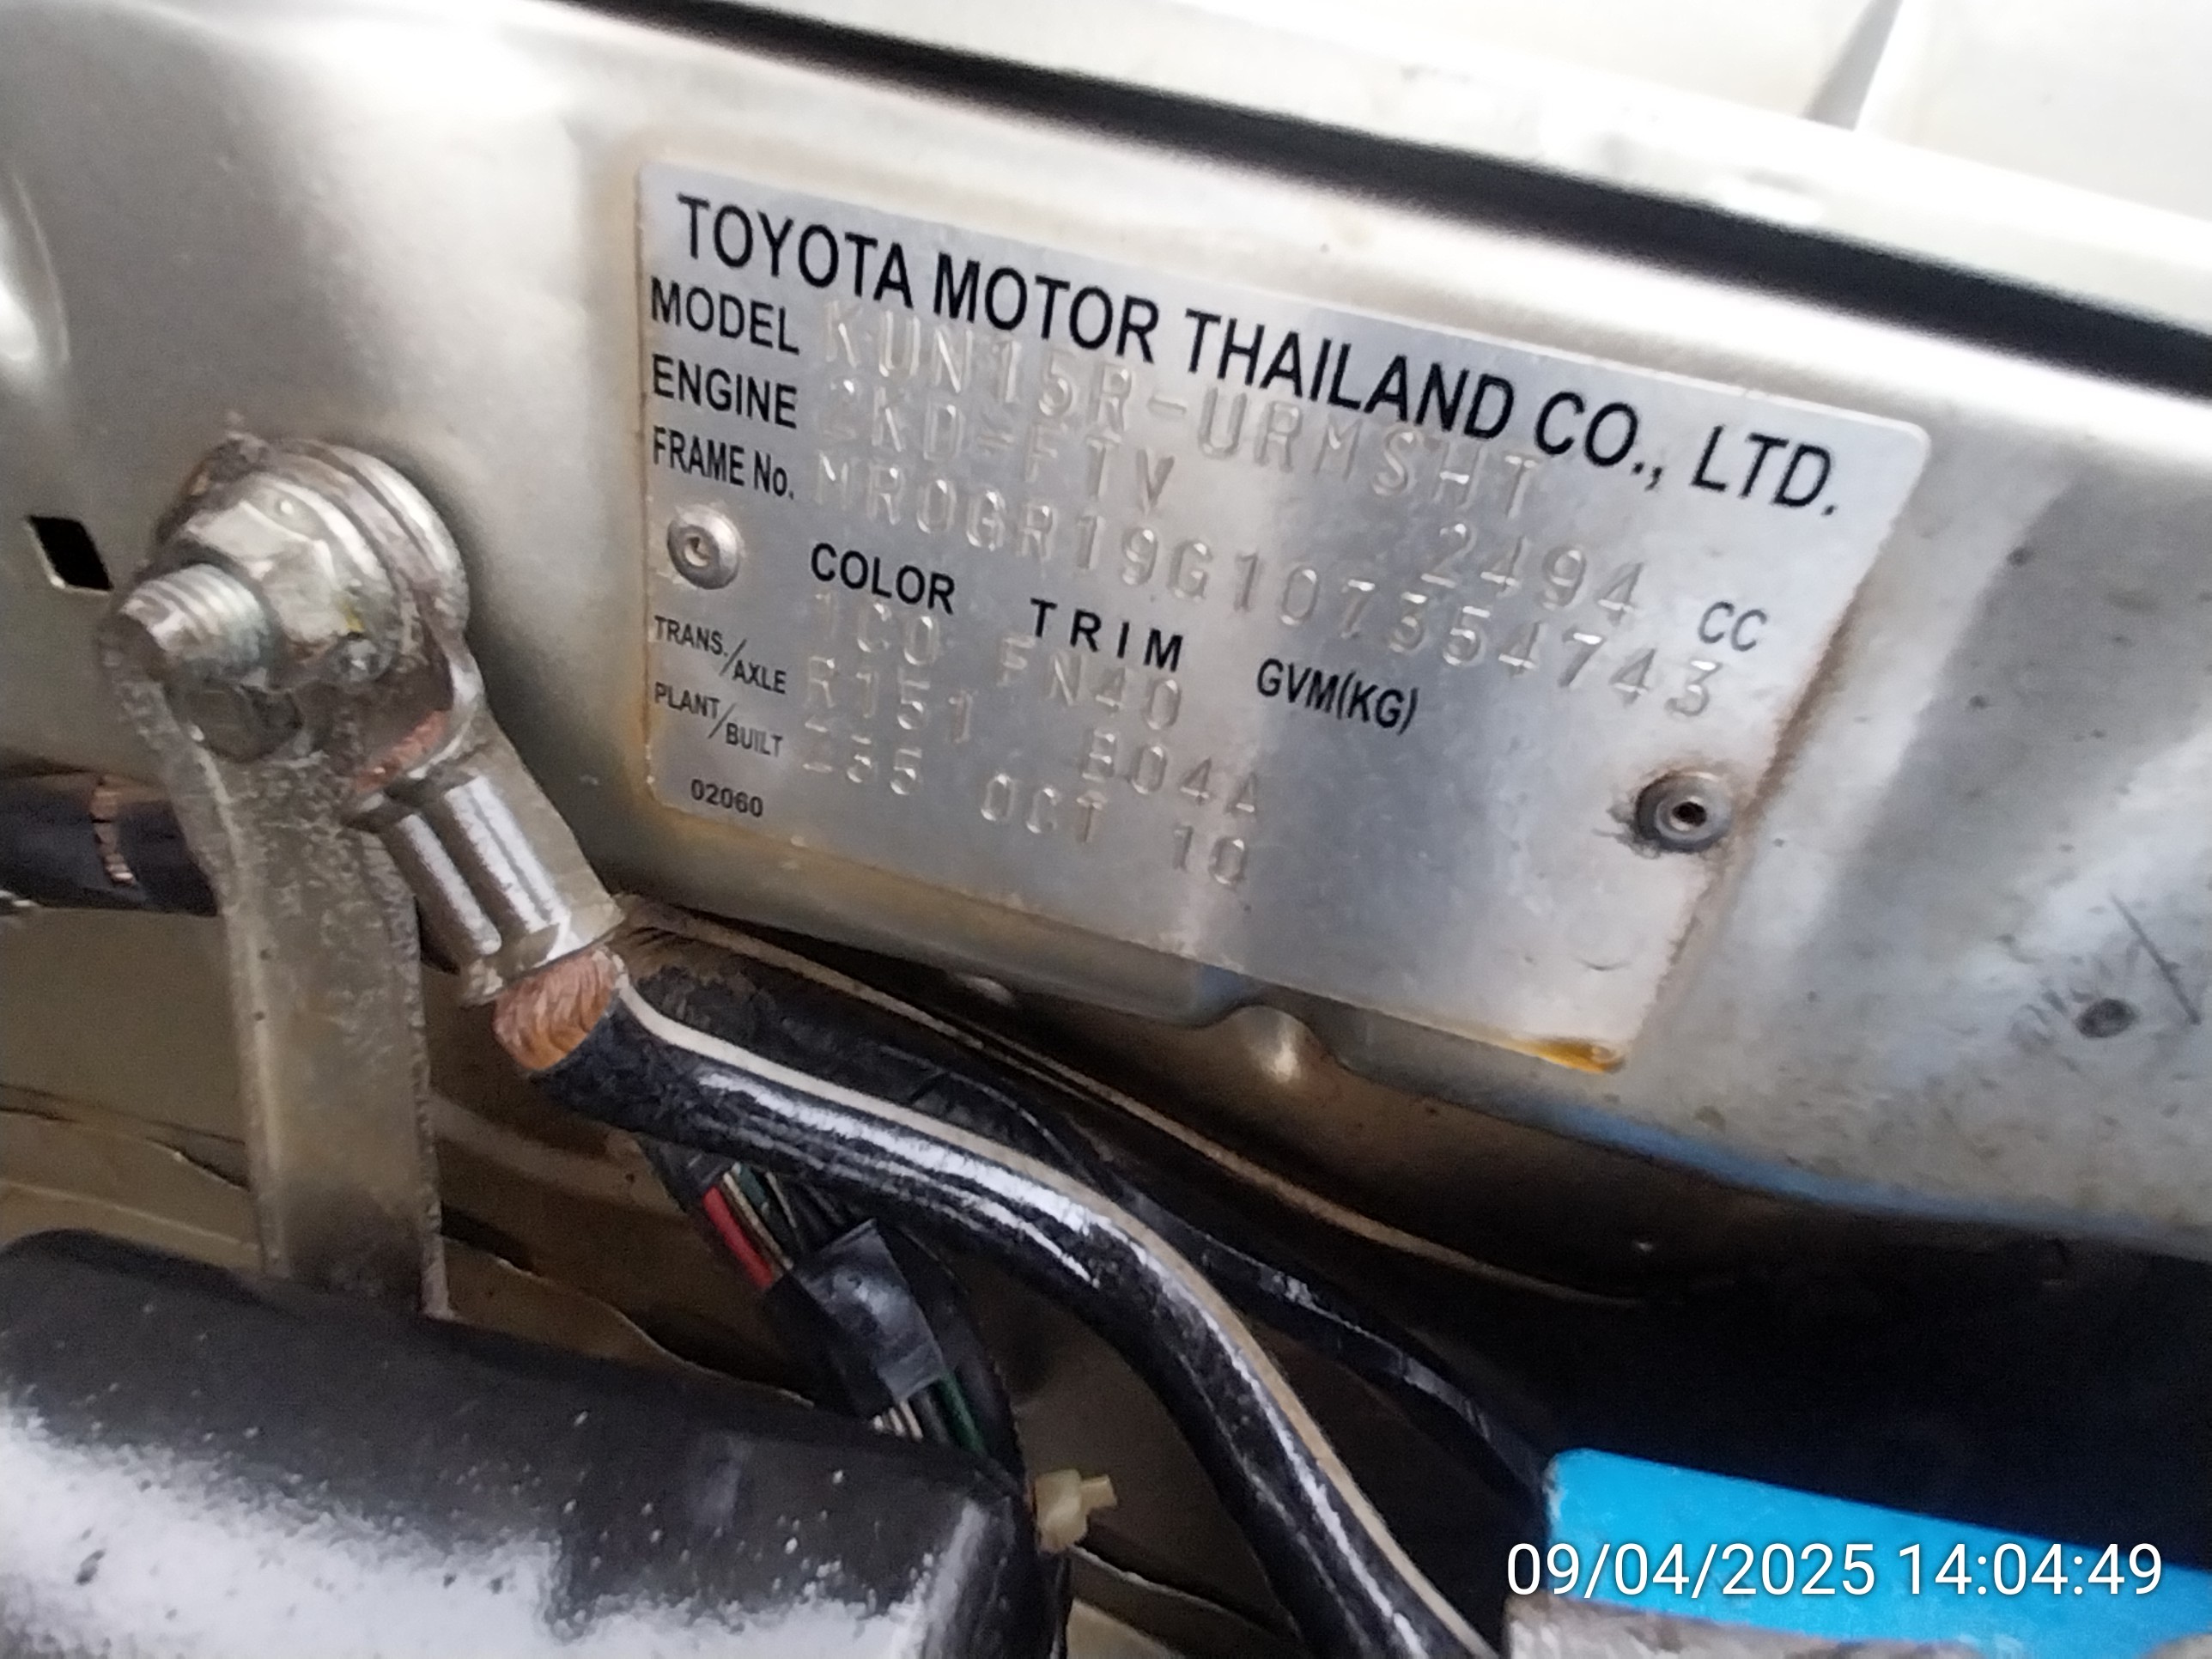 TOYOTA MOTOR THAILAND CO., LTD.
MODEL KUN15R-URMSHT
ENGINE 2KD-FTV 2494 CC
FRAME No. MR0GR19G107354743
COLOR TRIM GVM(KG)
1C0 FN40
TRANS./AXLE R151 B04A
PLANT/BUILT OCT 10
02060
09/04/2025 14:04:49